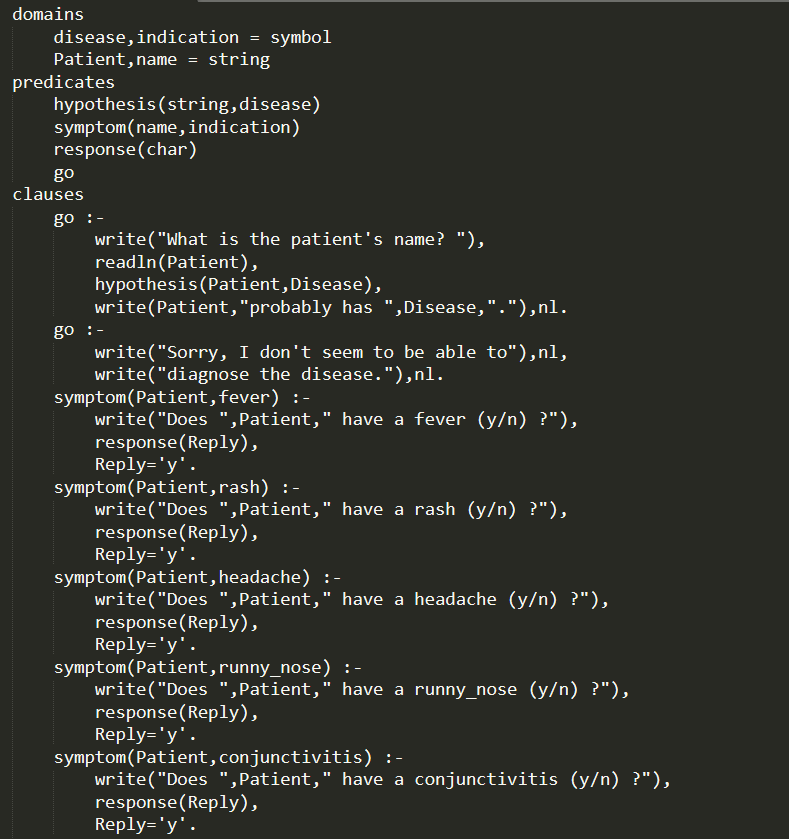 domains
disease,indication = symbol
Patient,name = string
predicates
hypothesis(string,disease)
symptom(name,indication)
response(char)
go
clauses
go :-
write("What is the patient's name? "),
readln(Patient),
hypothesis(Patient,Disease),
write(Patient,"probably has ",Disease,"."),nl.
go :-
write("Sorry, I don't seem to be able to"),nl,
write("diagnose the disease."),nl.
symptom(Patient,fever) :-
write("Does ",Patient," have a fever (y/n) ?"),
response(Reply),
Reply='y'.
symptom(Patient,rash) :-
write("Does ",Patient," have a rash (y/n) ?"),
response(Reply),
Reply='y'.
symptom(Patient,headache) :-
write("Does ",Patient," have a headache (y/n) ?"),
response(Reply),
Reply='y'.
symptom(Patient,runny_nose) :-
write("Does ",Patient," have a runny_nose (y/n) ?"),
response(Reply),
Reply='y'.
symptom(Patient,conjunctivitis) :-
write("Does ",Patient," have a conjunctivitis (y/n) ?"),
response(Reply),
Reply='y'.